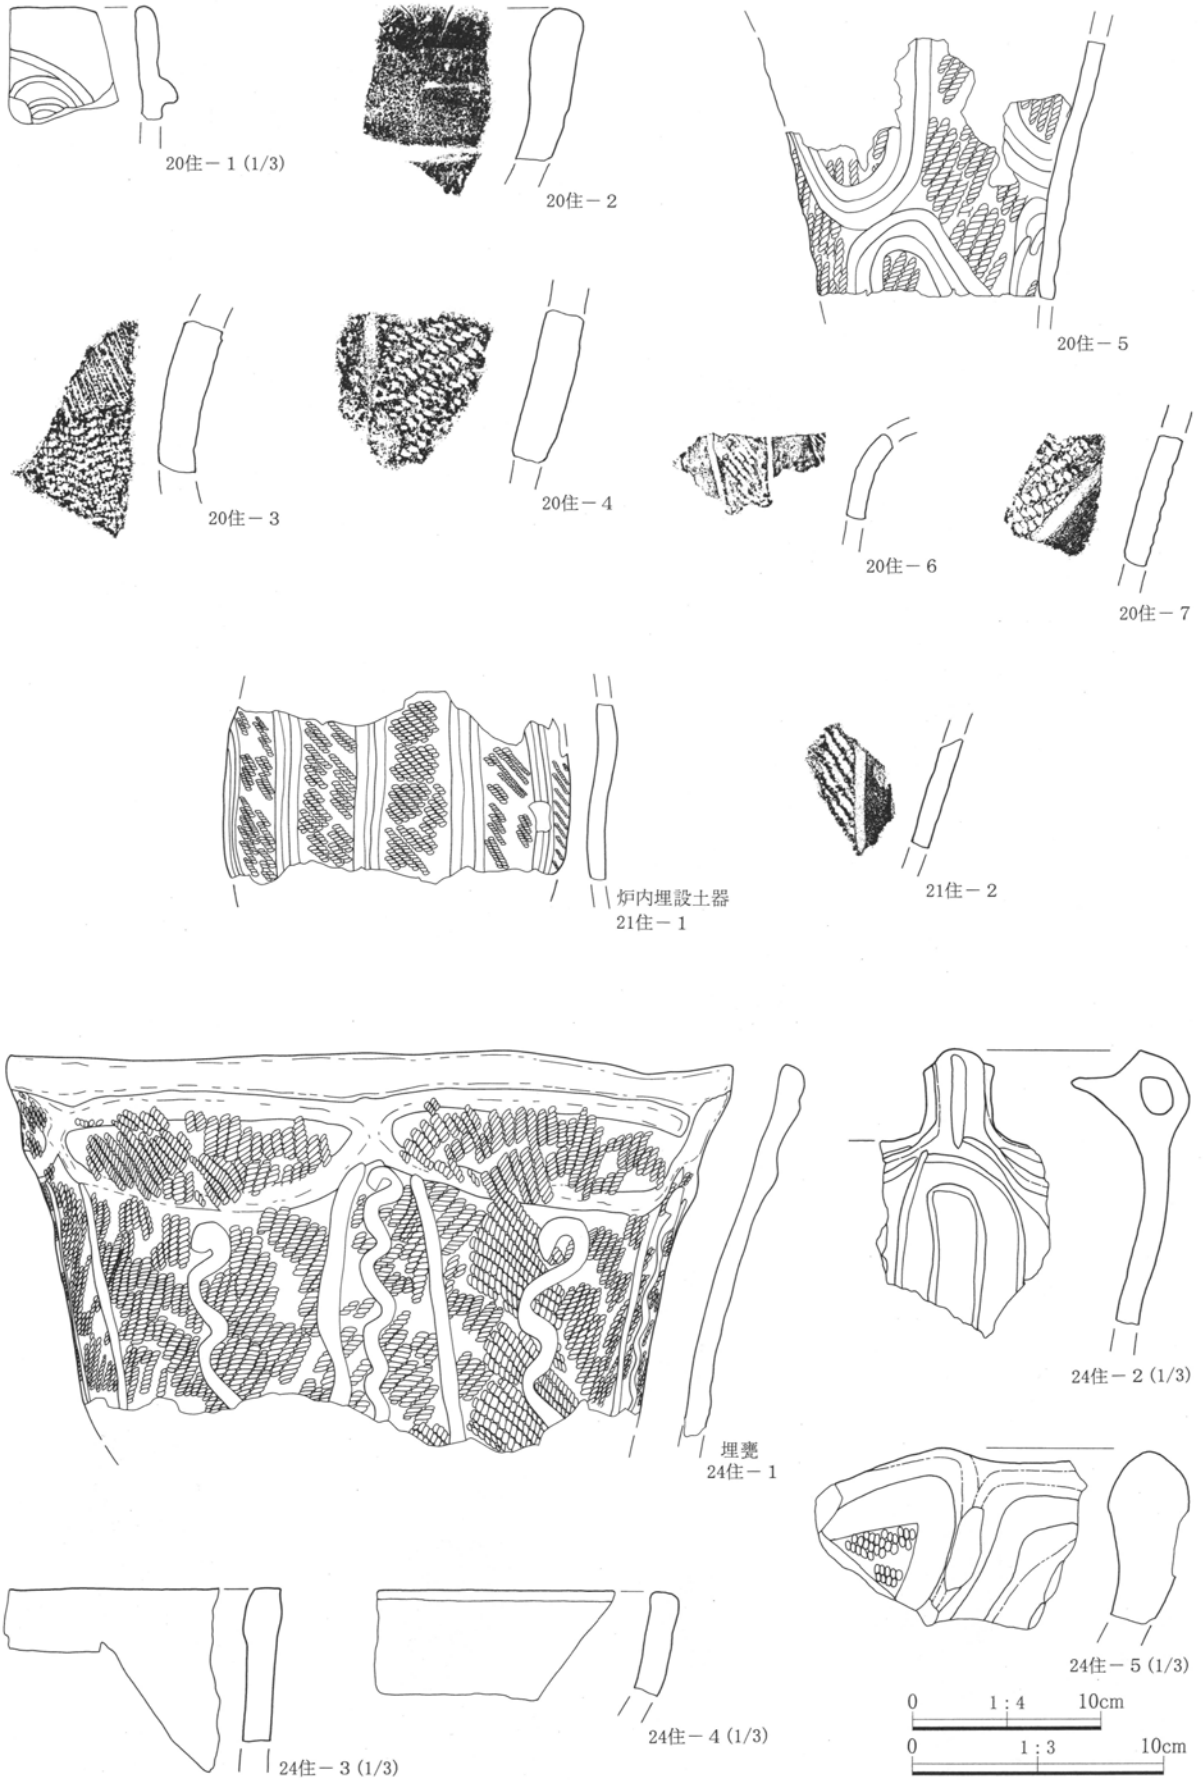 20住－1 (1/3)
20住－2
20住－5
20住－3
20住－4
20住－6
20住－7
炉内埋設土器
21住－1
21住－2
埋甕
24住－1
24住－2 (1/3)
24住－5 (1/3)
24住－3 (1/3)
24住－4 (1/3)
0 1:4 10cm
0 1:3 10cm